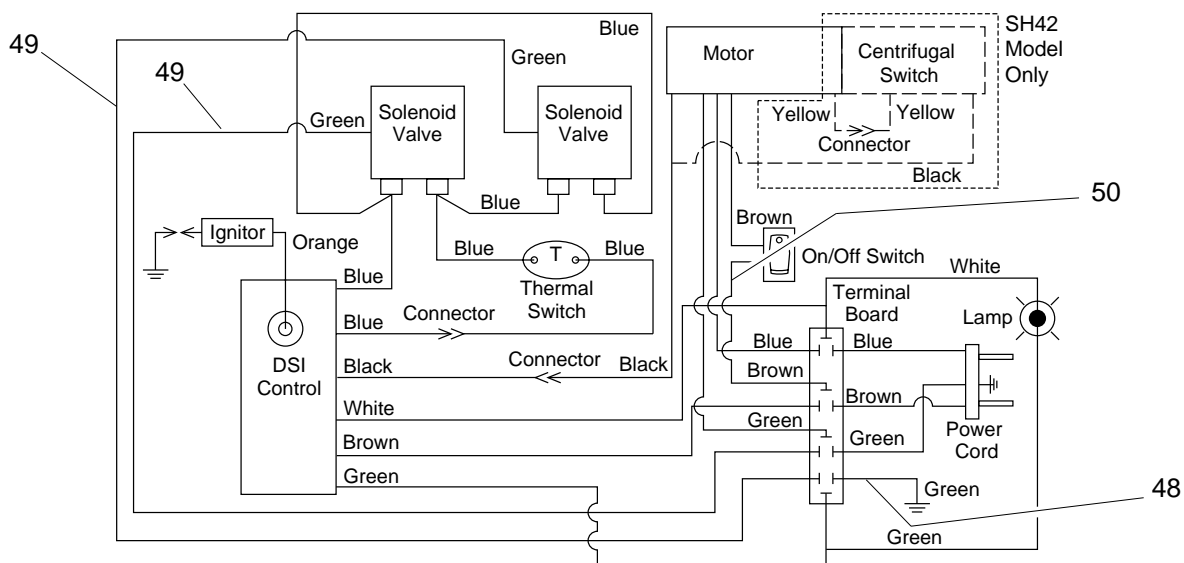 SH42
Model
Only
49
Blue
Green
Motor
Centrifugal
Switch
49
Green
Solenoid
Valve
Solenoid
Valve
Yellow
Yellow
Connector
Black
Blue
50
Ignitor
Orange
Brown
Blue
T
Blue
On/Off Switch
White
Blue
Thermal
Switch
Terminal
Board
Lamp
Blue
Connector
Blue
Blue
DSI
Control
Black
Connector
Black
Brown
Brown
White
Green
Green
Power
Cord
Brown
Green
Green
48
Green